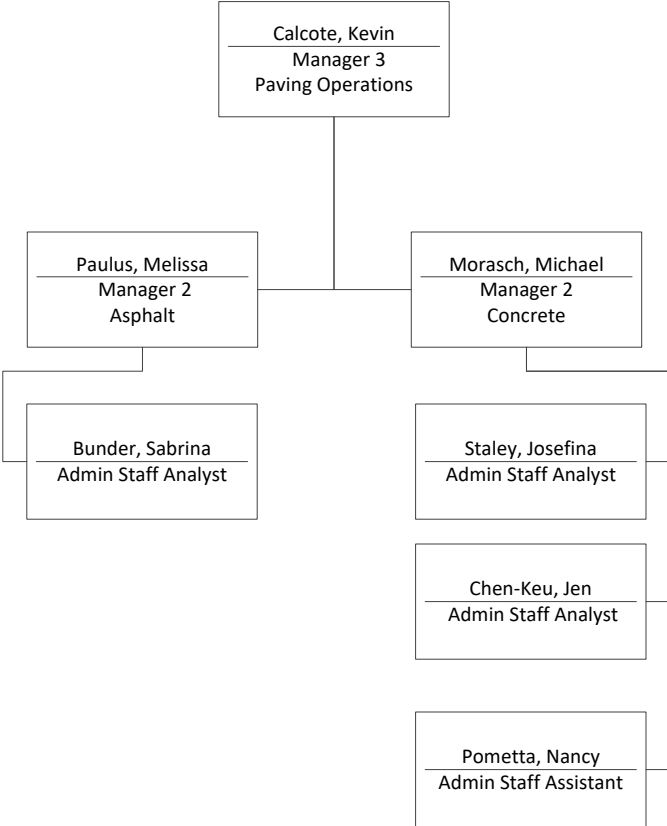 Calcote, Kevin
Manager 3
Paving Operations
Paulus, Melissa
Manager 2
Asphalt
Morasch, Michael
Manager 2
Concrete
Bunder, Sabrina
Admin Staff Analyst
Staley, Josefina
Admin Staff Analyst
Chen-Keu, Jen
Admin Staff Analyst
Pometta, Nancy
Admin Staff Assistant